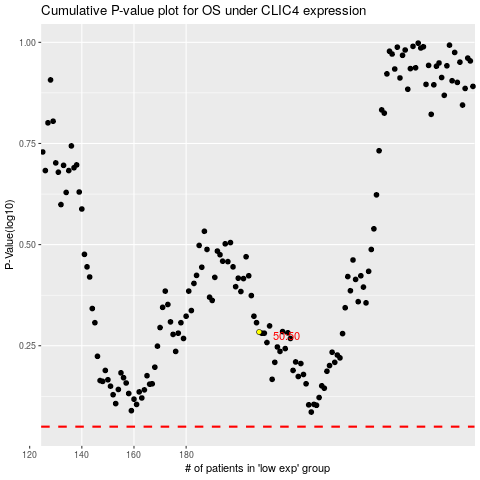 Cumulative P-value plot for OS under CLIC4 expression
P-Value(log10)
1.00
0.75
0.50
0.25
50:50
120 140 160 180
# of patients in 'low exp' group